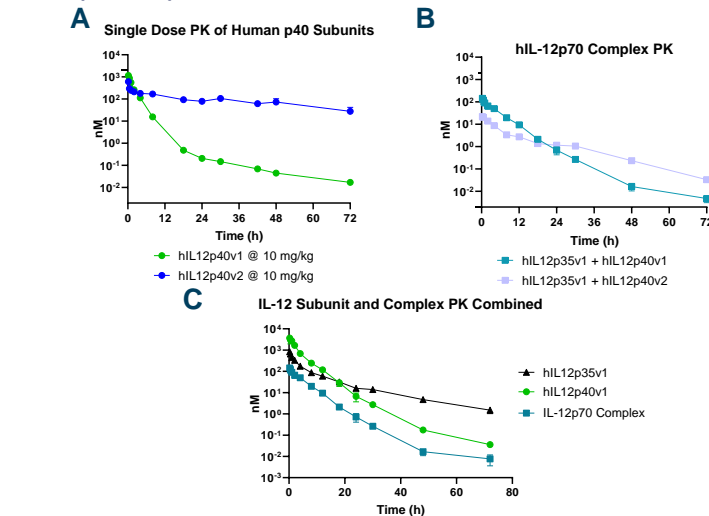 A
Single Dose PK of Human p40 Subunits
10⁴
10³
10²
10¹
10⁰
10⁻¹
10⁻²
nM
0 12 24 36 48 60 72
Time (h)
hIL12p40v1 @ 10 mg/kg
hIL12p40v2 @ 10 mg/kg
B
hIL-12p70 Complex PK
10⁴
10³
10²
10¹
10⁰
10⁻¹
10⁻²
nM
0 12 24 36 48 60 72
Time (h)
hIL12p35v1 + hIL12p40v1
hIL12p35v1 + hIL12p40v2
C
IL-12 Subunit and Complex PK Combined
10⁴
10³
10²
10¹
10⁰
10⁻¹
10⁻²
10⁻³
nM
0 20 40 60 80
Time (h)
hIL12p35v1
hIL12p40v1
IL-12p70 Complex